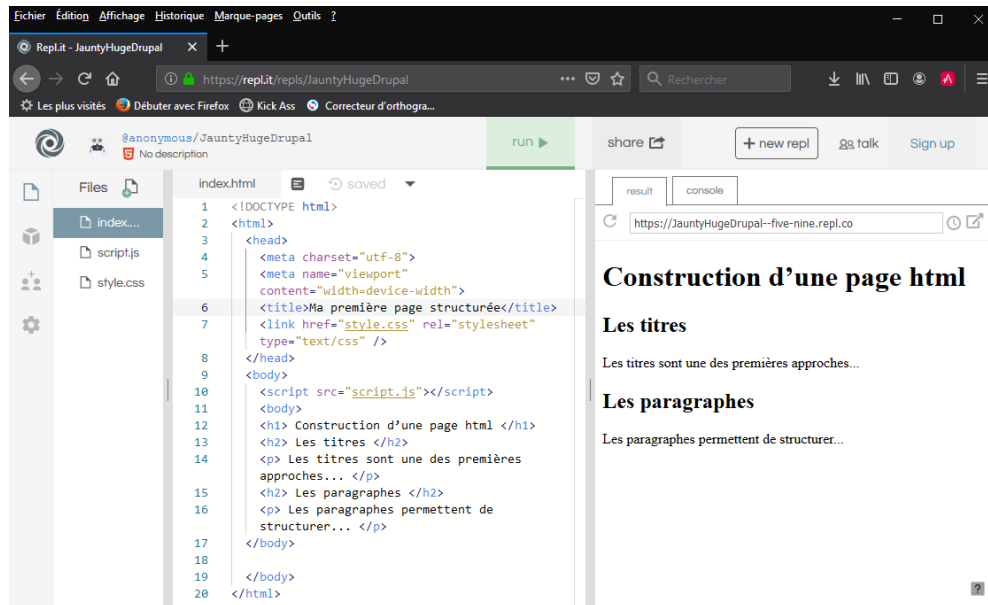 Fichier Édition Affichage Historique Marque-pages Outils ?
Repl.it - JauntyHugeDrupal
https://repl.it/repls/JauntyHugeDrupal
Rechercher
Les plus visités Débuter avec Firefox Kick Ass Correcteur d'orthogra...
@anonymous/JauntyHugeDrupal
No description
run
share
+ new repl
talk
Sign up
Files
index....
script.js
style.css
index.html
saved
1 <!DOCTYPE html>
2 <html>
3 <head>
4 <meta charset="utf-8">
5 <meta name="viewport"
content="width=device-width">
6 <title>Ma première page structurée</title>
7 <link href="style.css" rel="stylesheet"
type="text/css" />
8 </head>
9 <body>
10 <script src="script.js"></script>
11 <body>
12 <h1> Construction d’une page html </h1>
13 <h2> Les titres </h2>
14 <p> Les titres sont une des premières
approches... </p>
15 <h2> Les paragraphes </h2>
16 <p> Les paragraphes permettent de
structurer... </p>
17 </body>
18
19 </body>
20 </html>
result console
https://JauntyHugeDrupal--five-nine.repl.co
Construction d’une page html
Les titres
Les titres sont une des premières approches...
Les paragraphes
Les paragraphes permettent de structurer...
?